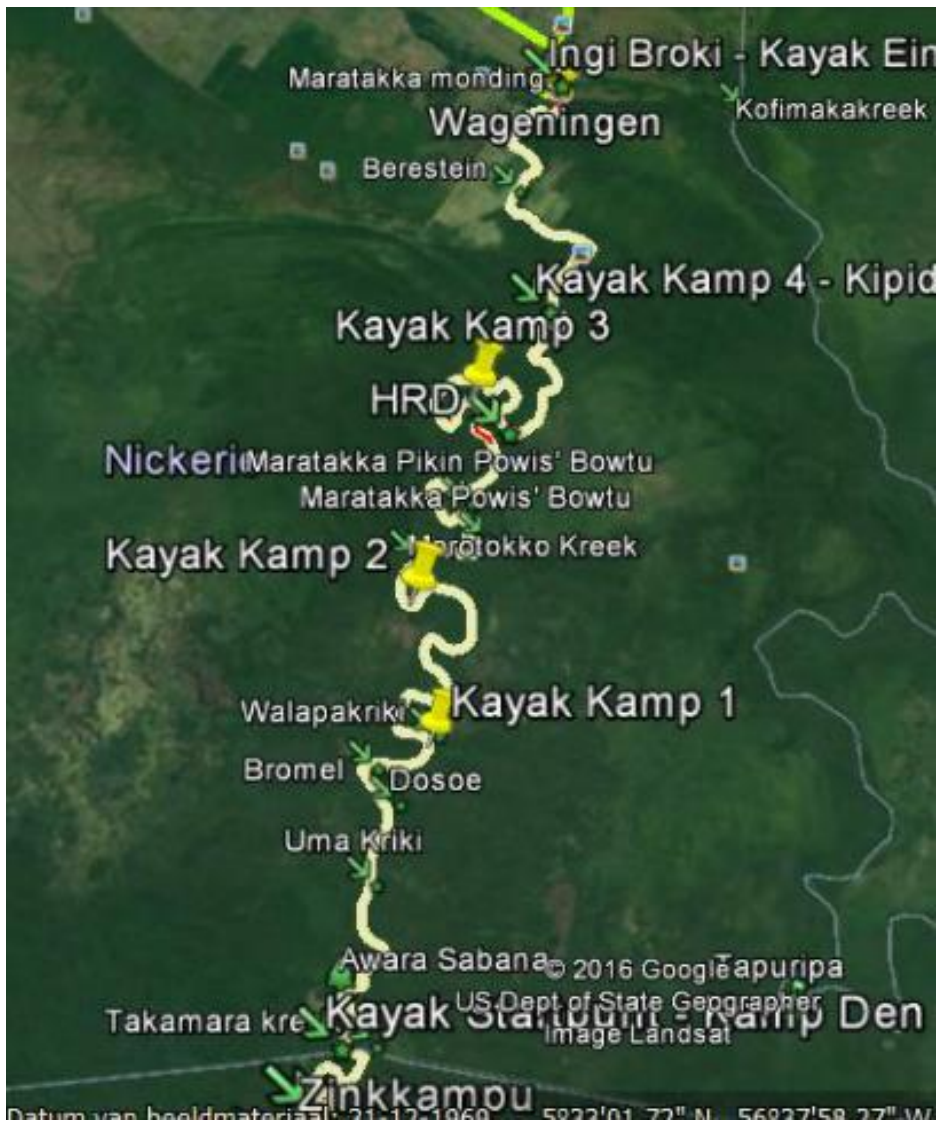 Ingi Broki - Kayak Ein
Maratakka monding
Kofimakakreek
Wageningen
Berestein
Kayak Kamp 4 - Kipid
Kayak Kamp 3
HRD
Nickerie
Maratakka Pikin Powis' Bowtu
Maratakka Powis' Bowtu
Morotokko Kreek
Kayak Kamp 2
Kayak Kamp 1
Walapakriki
Bromel
Dosoe
Uma Kriki
Awara Sabana
© 2016 Google
Tapuripa
US Dept of State Geographer
Takamara kre
Kayak Startpunt - Kamp Den
Image Landsat
Zinkkampu
Datum van beeldmateriaal: 31-12-1969 5°22'01.72" N 56°37'58.27" W